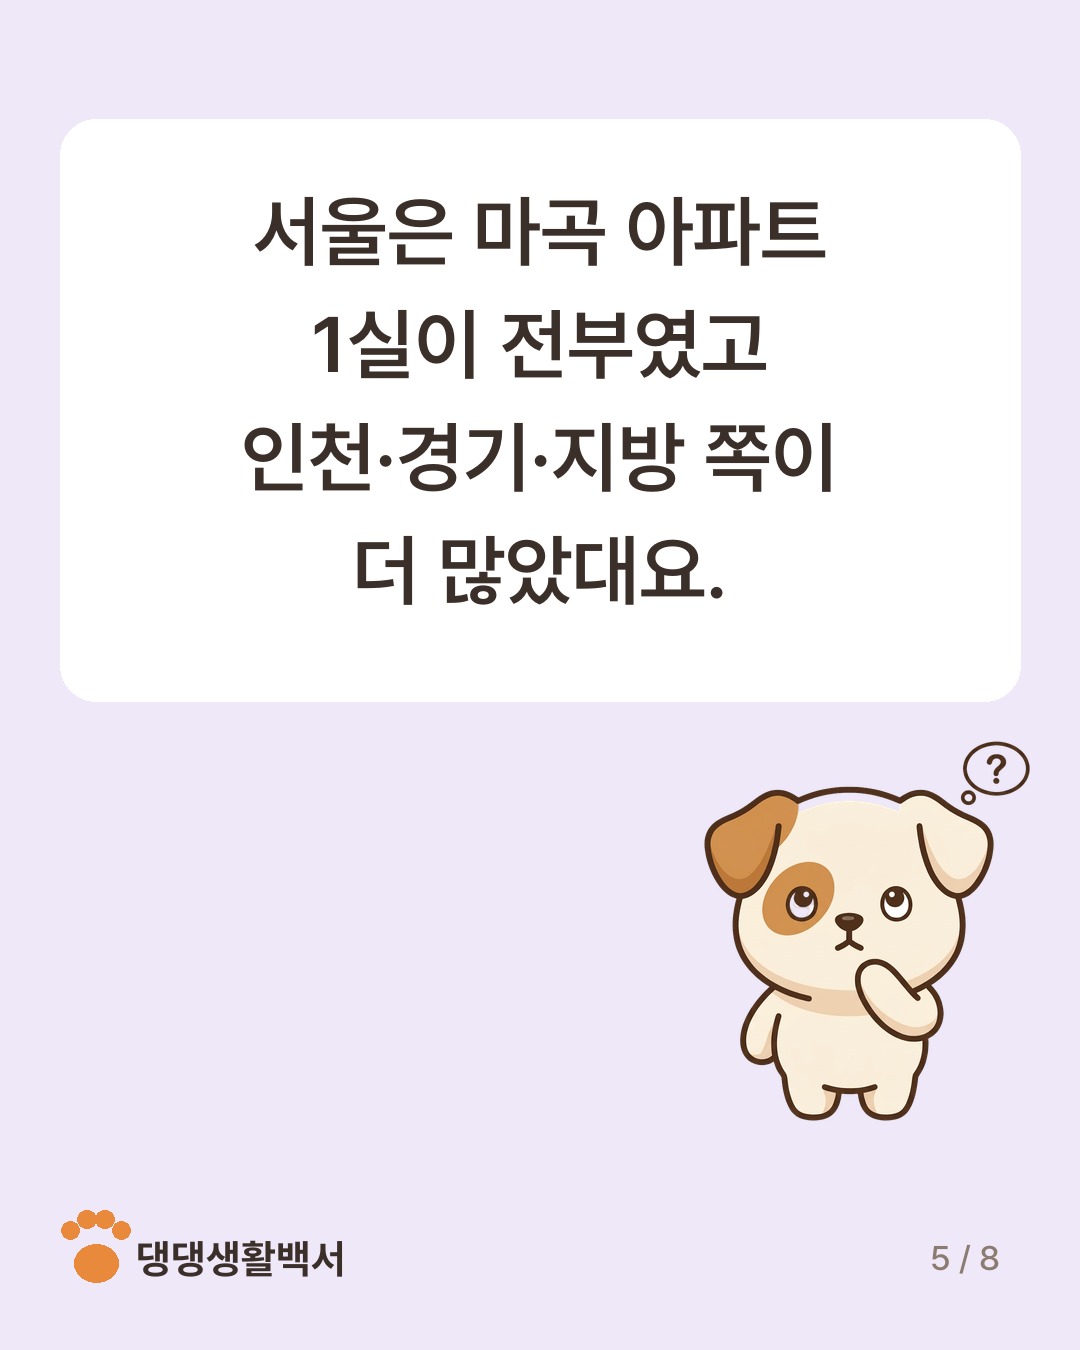 서울은 마곡 아파트
1실이 전부였고
인천·경기·지방 쪽이
더 많았대요.
?
댕댕생활백서
5 / 8